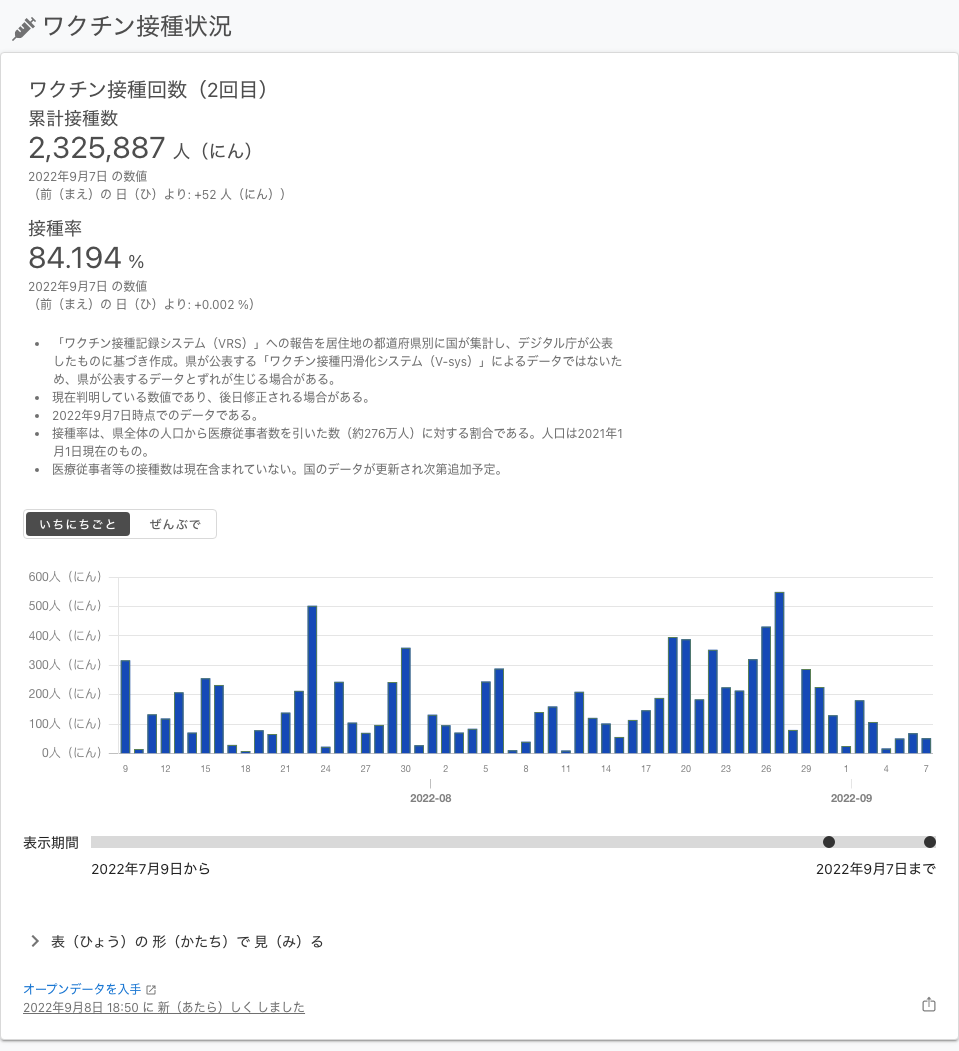 ワクチン接種状況
ワクチン接種回数（2回目）
累計接種数
2,325,887 人（にん）
2022年9月7日 の数値
（前（まえ）の 日（ひ）より: +52 人（にん））
接種率
84.194 %
2022年9月7日 の数値
（前（まえ）の 日（ひ）より: +0.002 %）
• 「ワクチン接種記録システム（VRS）」への報告を居住地の都道府県別に国が集計し、デジタル庁が公表
したものに基づき作成。県が公表する「ワクチン接種円滑化システム（V-sys）」によるデータではないた
め、県が公表するデータとずれが生じる場合がある。
• 現在判明している数値であり、後日修正される場合がある。
• 2022年9月7日時点でのデータである。
• 接種率は、県全体の人口から医療従事者数を引いた数（約276万人）に対する割合である。人口は2021年1
月1日現在のもの。
• 医療従事者等の接種数は現在含まれていない。国のデータが更新され次第追加予定。
いちにちごと ぜんぶで
600人（にん）
500人（にん）
400人（にん）
300人（にん）
200人（にん）
100人（にん）
0人（にん）
9 12 15 18 21 24 27 30 2 5 8 11 14 17 20 23 26 29 1 4 7
2022-08 2022-09
表示期間
2022年7月9日から 2022年9月7日まで
表（ひょう）の 形（かたち）で 見（み）る
オープンデータを入手
2022年9月8日 18:50 に 新（あたら）しく しました